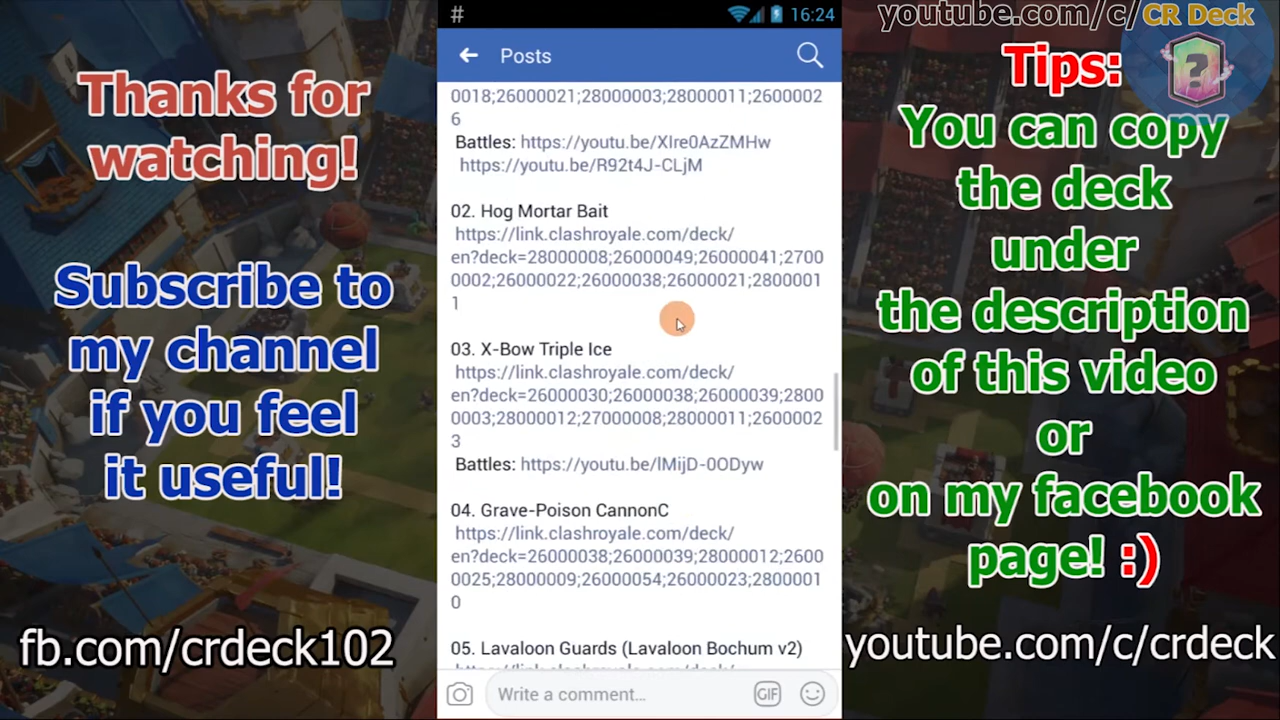 Thanks for
watching!
Subscribe to
my channel
if you feel
it useful!
fb.com/crdeck102
# 16:24
Posts
0018;26000021;28000003;28000011;2600002
6
Battles: https://youtu.be/XIre0AzZMHw
https://youtu.be/R92t4J-CLjM
02. Hog Mortar Bait
https://link.clashroyale.com/deck/
en?deck=28000008;26000049;26000041;2700
0002;26000022;26000038;26000021;2800001
1
03. X-Bow Triple Ice
https://link.clashroyale.com/deck/
en?deck=26000030;26000038;26000039;2800
0003;28000012;27000008;28000011;2600002
3
Battles: https://youtu.be/lMijD-0ODyw
04. Grave-Poison CannonC
https://link.clashroyale.com/deck/
en?deck=26000038;26000039;28000012;2600
0025;28000009;26000054;26000023;2800001
0
05. Lavaloon Guards (Lavaloon Bochum v2)
https://link.clashroyale.com/deck/
Write a comment...
GIF
youtube.com/c/CR Deck
?
Tips:
You can copy
the deck
under
the description
of this video
or
on my facebook
page! :)
youtube.com/c/crdeck